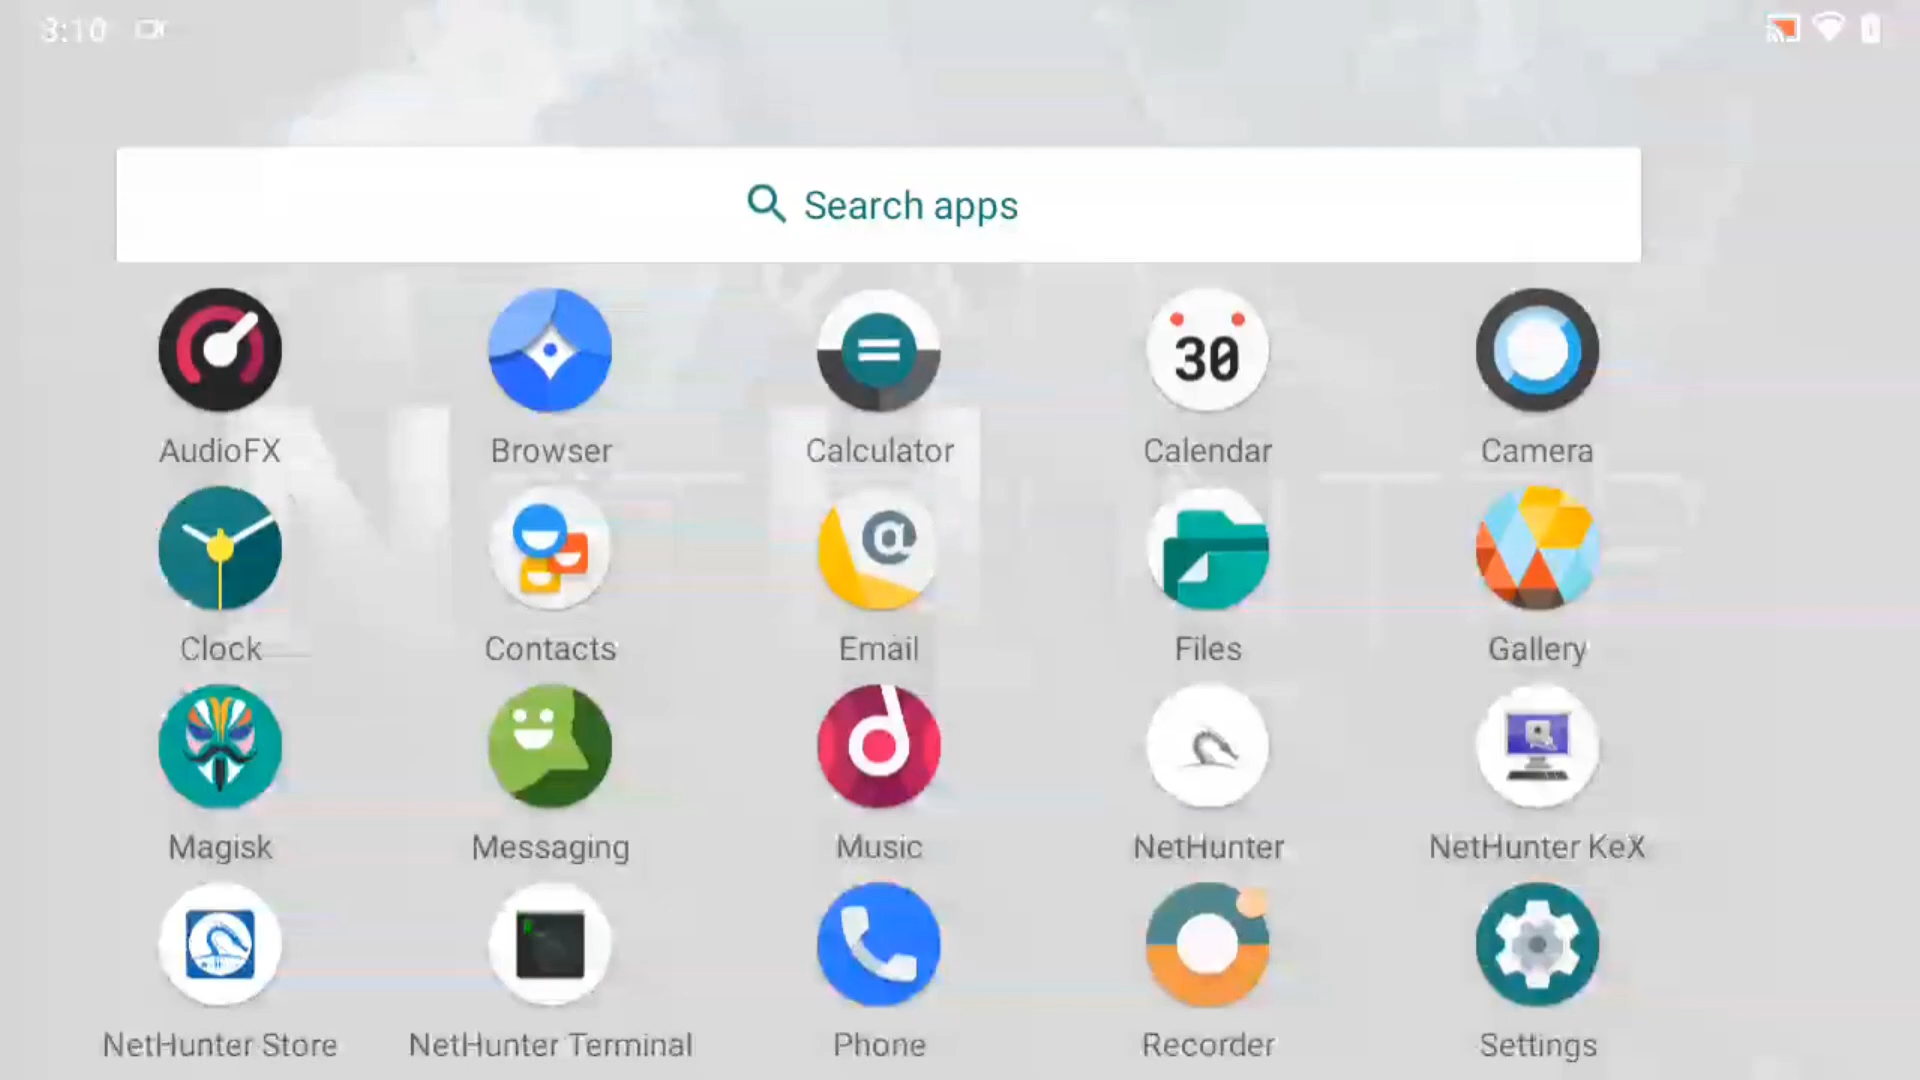 3:10
Search apps
AudioFX
Browser
Calculator
30
Calendar
Camera
Clock
Contacts
@
Email
Files
Gallery
Magisk
Messaging
Music
NetHunter
NetHunter KeX
NetHunter Store
NetHunter Terminal
Phone
Recorder
Settings